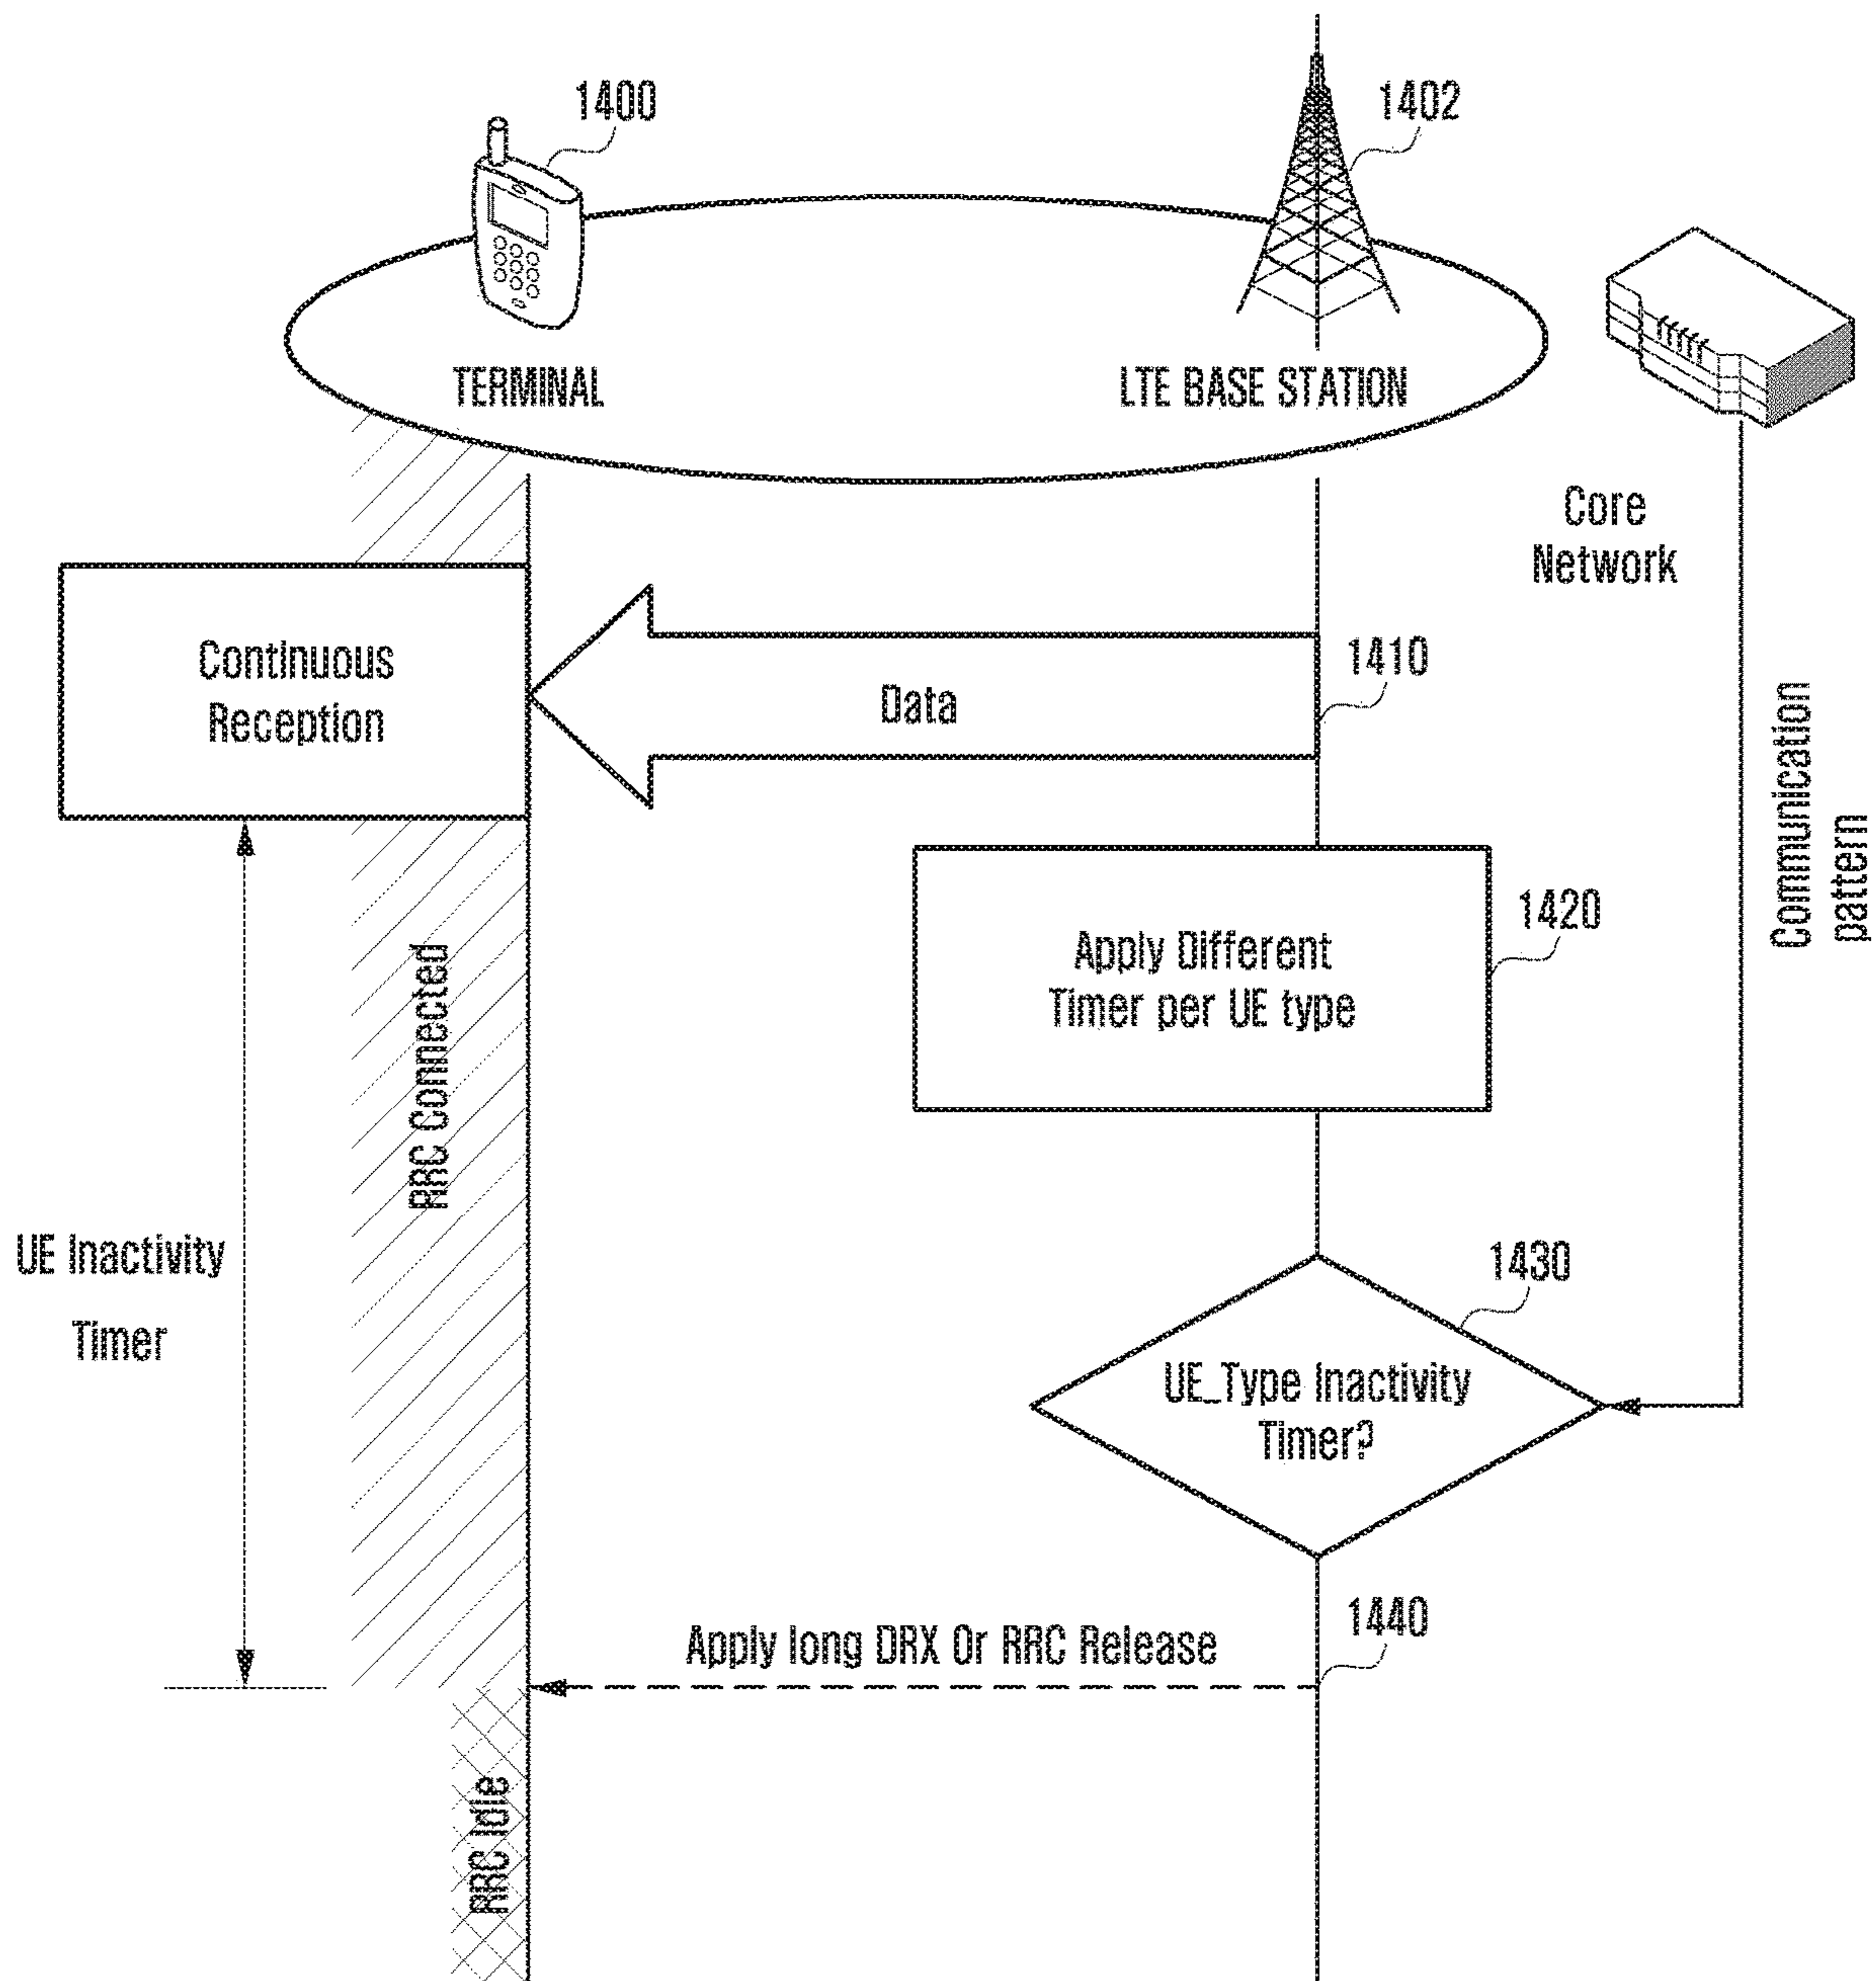 1400
1402
TERMINAL
LTE BASE STATION
Core
Network
Continuous
Reception
Data
1410
Communication
pattern
Apply Different
Timer per UE type
1420
RRC Connected
UE Inactivity
Timer
1430
UE_Type Inactivity
Timer?
Apply long DRX Or RRC Release
1440
RRC Idle